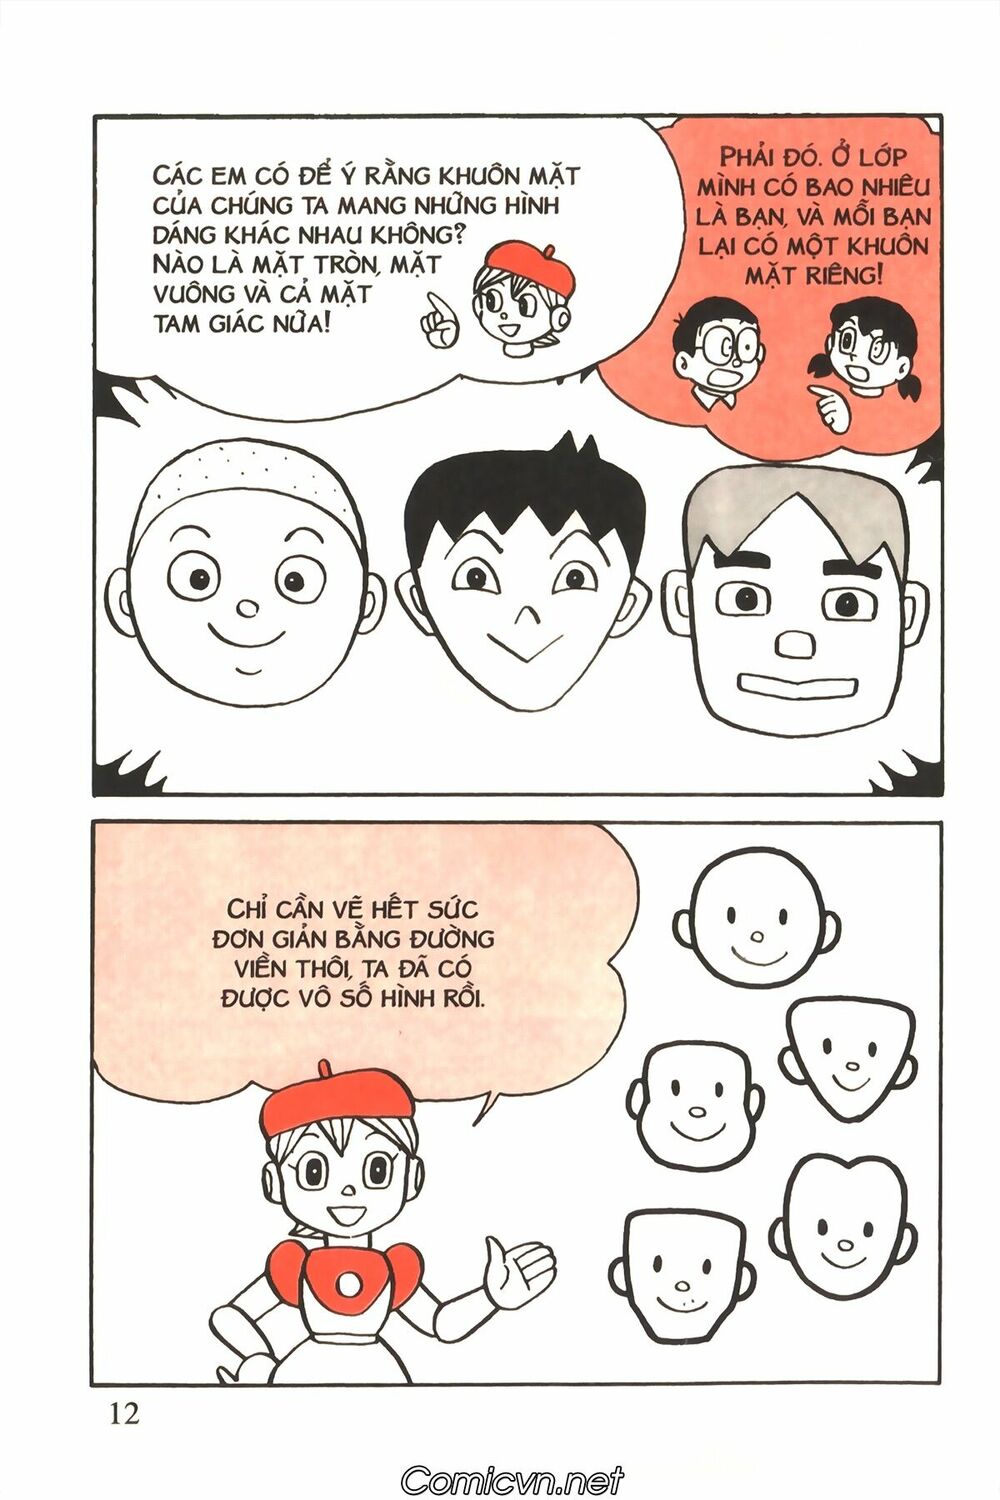 CÁC EM CÓ ĐỂ Ý RẰNG KHUÔN MẶT
CỦA CHÚNG TA MANG NHỮNG HÌNH
DÁNG KHÁC NHAU KHÔNG?
NÀO LÀ MẶT TRÒN, MẶT
VUÔNG VÀ CẢ MẶT
TAM GIÁC NỮA!
PHẢI ĐÓ. Ở LỚP
MÌNH CÓ BAO NHIÊU
LÀ BẠN, VÀ MỖI BẠN
LẠI CÓ MỘT KHUÔN
MẶT RIÊNG!
CHỈ CẦN VẼ HẾT SỨC
ĐƠN GIẢN BẰNG ĐƯỜNG
VIỀN THÔI, TA ĐÃ CÓ
ĐƯỢC VÔ SỐ HÌNH RỒI.
12
Comicvn.net